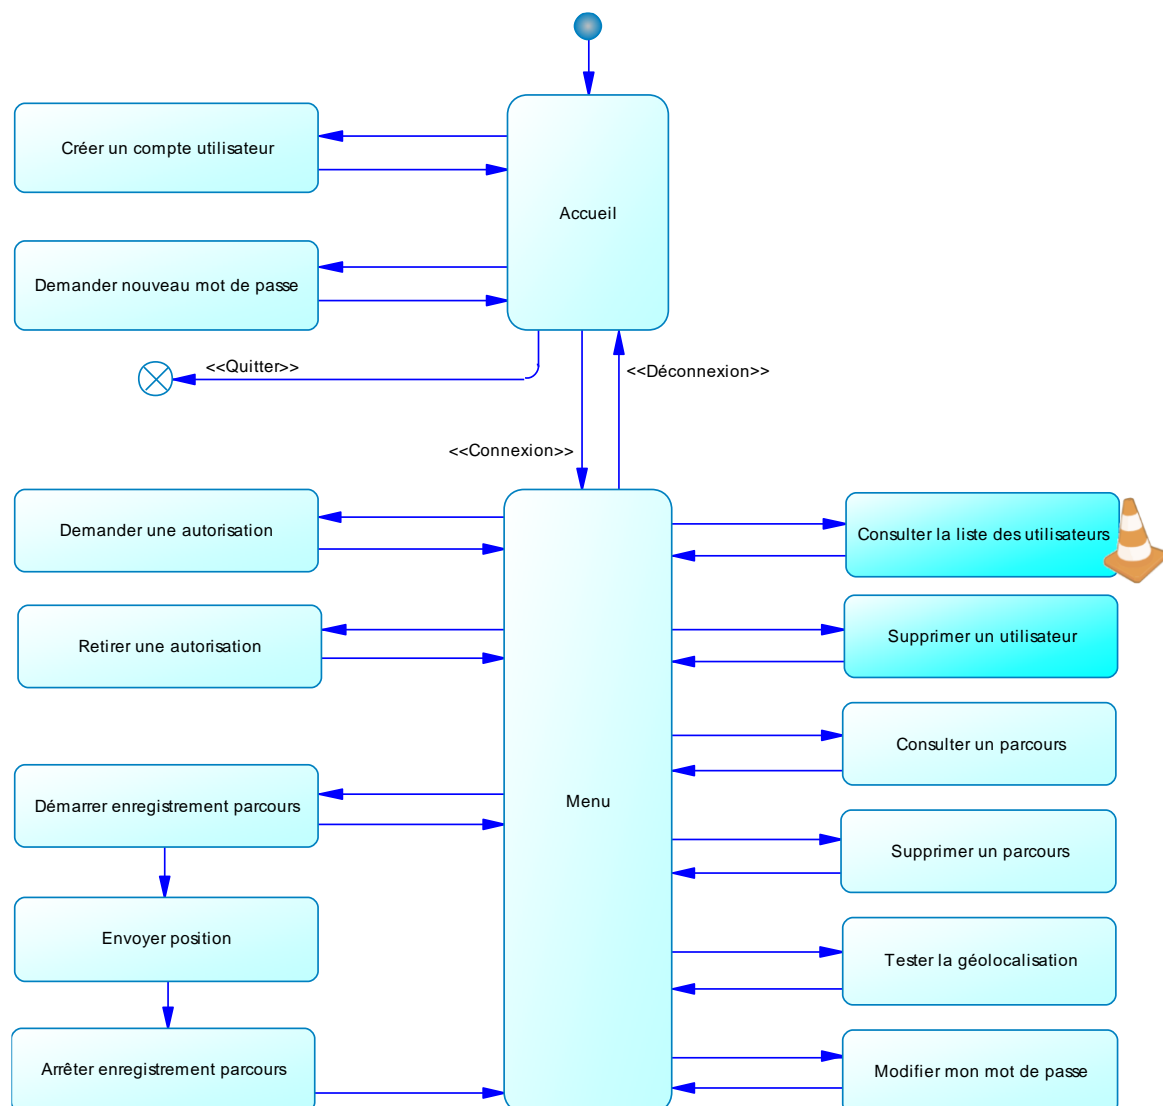 Créer un compte utilisateur
Accueil
Demander nouveau mot de passe
<<Quitter>>
<<Déconnexion>>
<<Connexion>>
Demander une autorisation
Consulter la liste des utilisateurs
Retirer une autorisation
Supprimer un utilisateur
Consulter un parcours
Démarrer enregistrement parcours
Menu
Supprimer un parcours
Envoyer position
Tester la géolocalisation
Arrêter enregistrement parcours
Modifier mon mot de passe